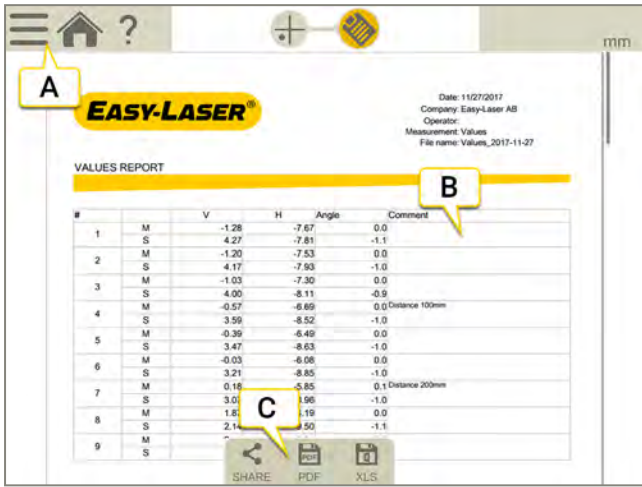 ?
mm
A
EASY-LASER®
Date: 11/27/2017
Company: Easy-Laser AB
Operator:
Measurement: Values
File name: Values_2017-11-27
VALUES REPORT
B
# V H Angle Comment
1 M -1.28 -7.67 0.0
S 4.27 -7.81 -1.1
2 M -1.20 -7.53 0.0
S 4.17 -7.93 -1.0
3 M -1.03 -7.30 0.0
S 4.00 -8.11 -0.9
4 M -0.57 -6.69 0.0 Distance 100mm
S 3.59 -8.52 -1.0
5 M -0.39 -6.49 0.0
S 3.47 -8.63 -1.0
6 M -0.03 -6.08 0.0
S 3.21 -8.85 -1.0
7 M 0.18 -5.85 0.1 Distance 200mm
S -1.0
8 M 0.0
S -1.1
9 M
S
C
PDF
SHARE PDF XLS